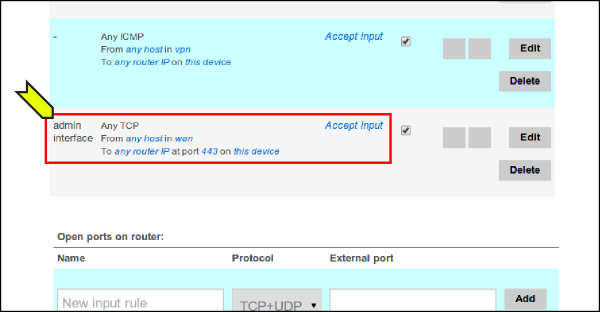 - Any ICMP Accept Input
From any host in vpn Edit
To any router IP on this device
Delete
admin interface Any TCP Accept Input
From any host in wan Edit
To any router IP at port 443 on this device
Delete
Open ports on router:
Name Protocol External port
New input rule TCP+UDP Add